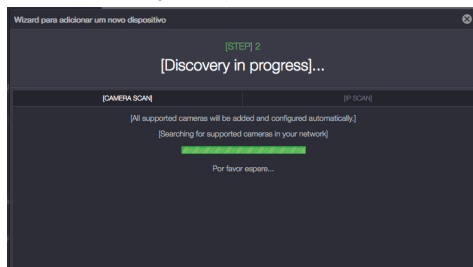 Wizard para adicionar um novo dispositivo
[STEP] 2
[Discovery in progress]...
[CAMERA SCAN]
[IP SCAN]
[All supported cameras will be added and configured automatically.]
[Searching for supported cameras in your network]
Por favor espere...